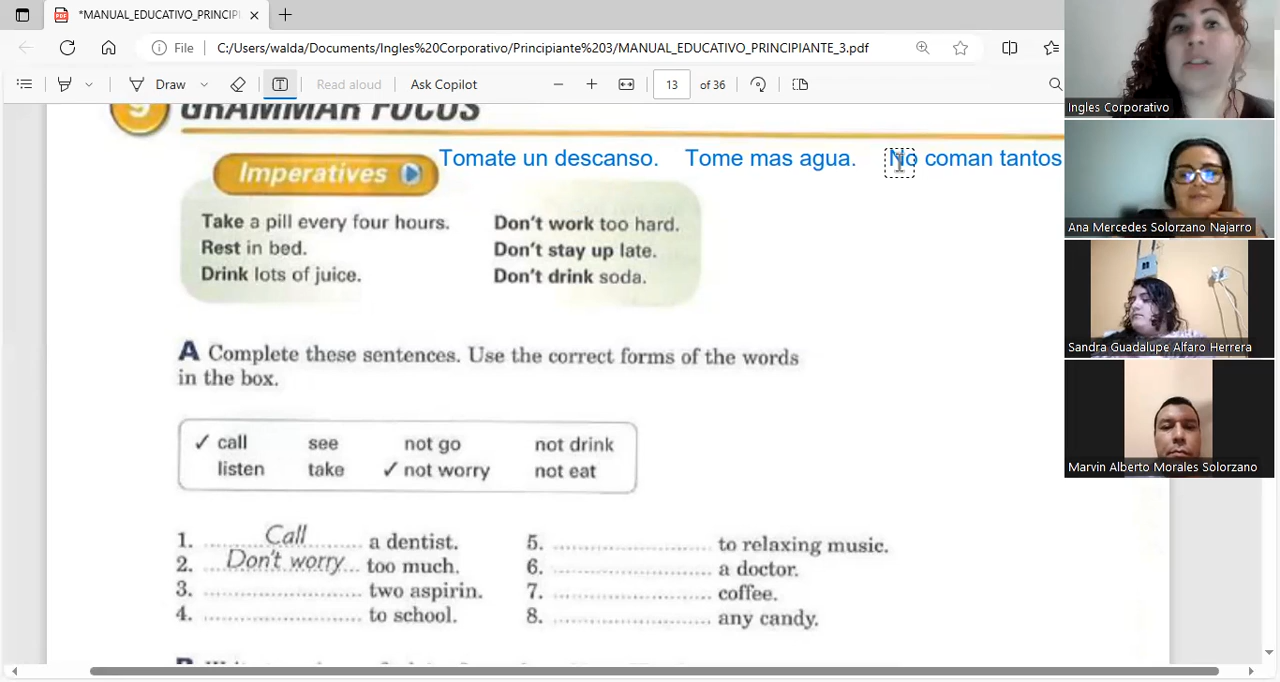 *MANUAL_EDUCATIVO_PRINCIPI
File
C:/Users/walda/Documents/Ingles%20Corporativo/Principiante%203/MANUAL_EDUCATIVO_PRINCIPIANTE_3.pdf
Draw
Read aloud
Ask Copilot
13 of 36
9 GRAMMAR FOCUS
Imperatives
Tomate un descanso. Tome mas agua. No coman tantos
Take a pill every four hours.
Rest in bed.
Drink lots of juice.
Don't work too hard.
Don't stay up late.
Don't drink soda.
A Complete these sentences. Use the correct forms of the words
in the box.
✓ call see not go not drink
listen take ✓ not worry not eat
1. Call a dentist.
2. Don't worry too much.
3. .......... two aspirin.
4. .......... to school.
5. .......... to relaxing music.
6. .......... a doctor.
7. .......... coffee.
8. .......... any candy.
Ingles Corporativo
Ana Mercedes Solorzano Najarro
Sandra Guadalupe Alfaro Herrera
Marvin Alberto Morales Solorzano